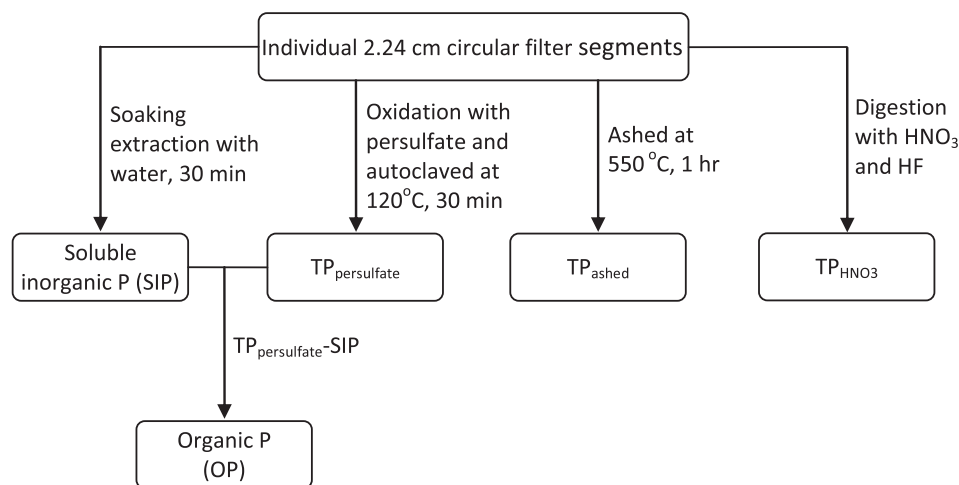 Individual 2.24 cm circular filter segments
Soaking
extraction with
water, 30 min
Oxidation with
persulfate and
autoclaved at
120°C, 30 min
Ashed at
550 °C, 1 hr
Digestion
with HNO₃
and HF
Soluble
inorganic P (SIP)
TPpersulfate
TPashed
TPHNO3
TPpersulfate-SIP
Organic P
(OP)